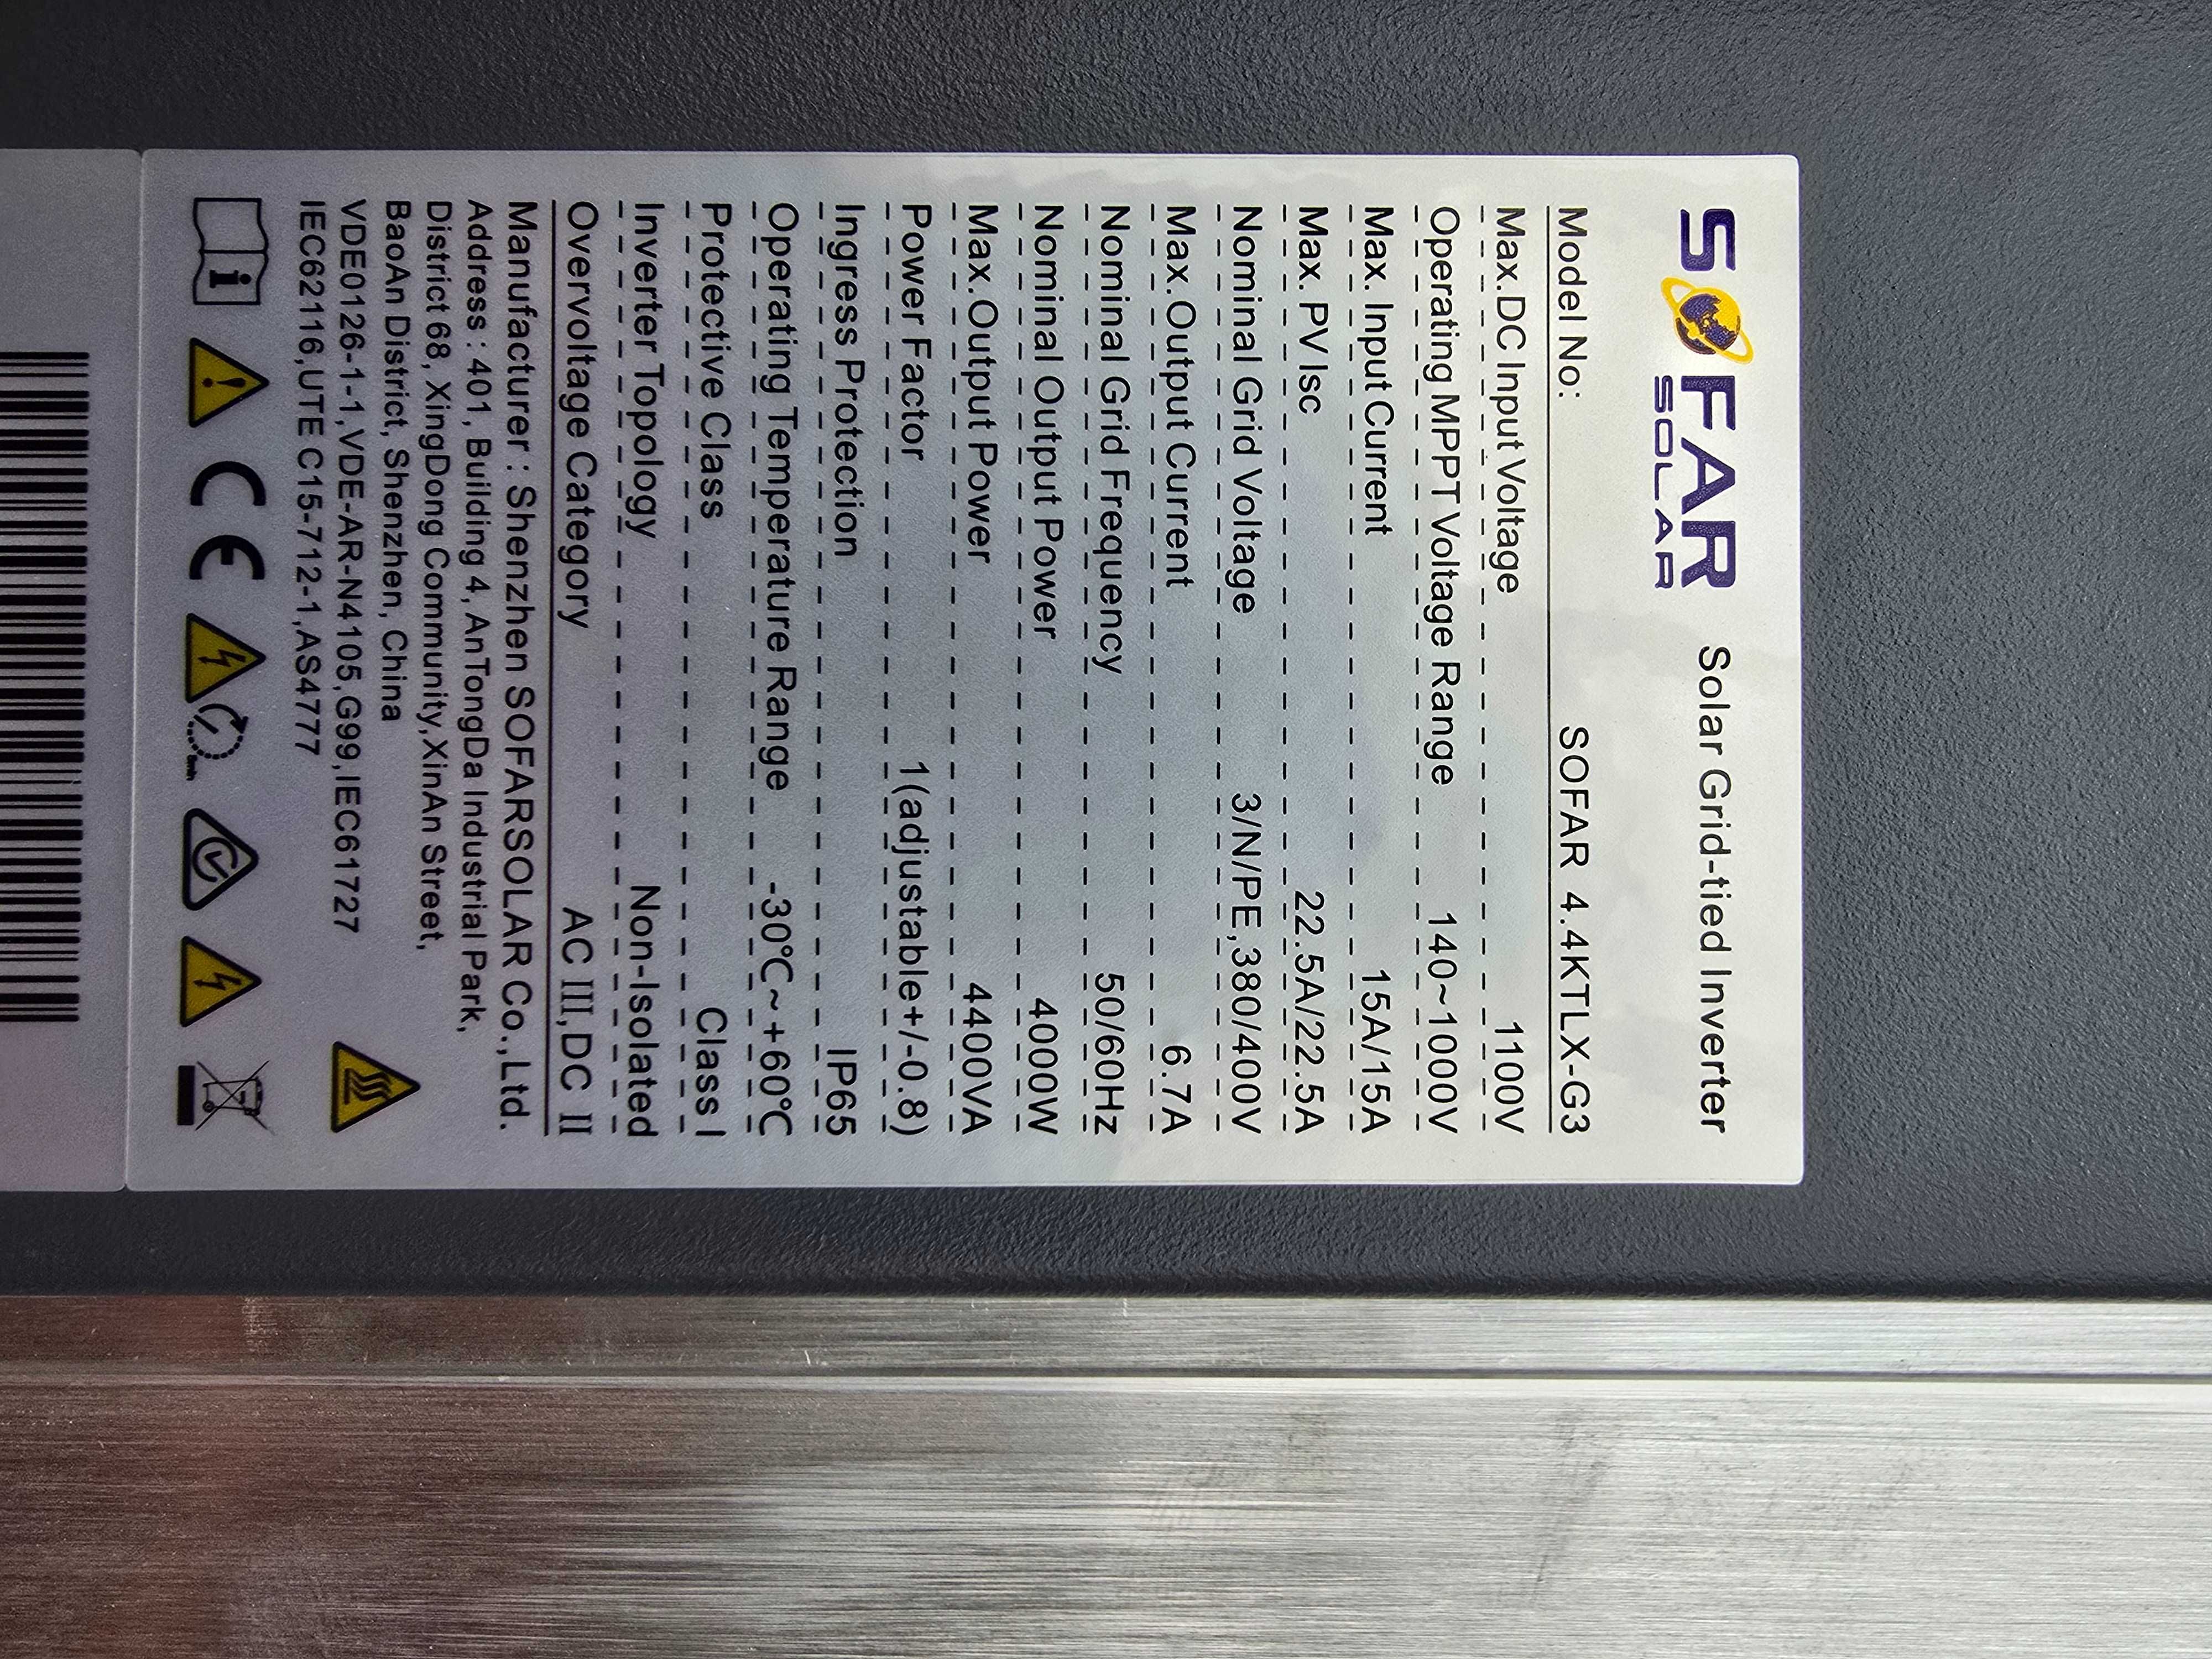 SOFAR SOLAR Solar Grid-tied Inverter
Model No: SOFAR 4.4KTLX-G3
Max.DC Input Voltage 1100V
Operating MPPT Voltage Range 140~1000V
Max. Input Current 15A/15A
Max. PV Isc 22.5A/22.5A
Nominal Grid Voltage 3/N/PE,380/400V
Max.Output Current 6.7A
Nominal Grid Frequency 50/60Hz
Nominal Output Power 4000W
Max.Output Power 4400VA
Power Factor 1(adjustable+/-0.8)
Ingress Protection IP65
Operating Temperature Range -30℃~+60℃
Protective Class Class I
Inverter Topology Non-Isolated
Overvoltage Category AC III,DC II
Manufacturer : Shenzhen SOFARSOLAR Co.,Ltd.
Address : 401, Building 4, AnTongDa Industrial Park,
District 68, XingDong Community,XinAn Street,
BaoAn District, Shenzhen, China
VDE0126-1-1,VDE-AR-N4105,G99,IEC61727
IEC62116,UTE C15-712-1,AS4777
CE